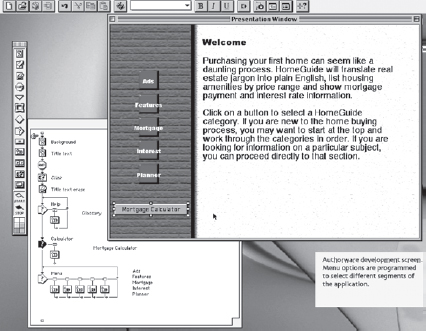 B I U
Presentation Window
Welcome
Purchasing your first home can seem like a
daunting process. HomeGuide will translate real
estate jargon into plain English, list housing
amenities by price range and show mortgage
payment and interest rate information.
Click on a button to select a HomeGuide
category. If you are new to the home buying
process, you may want to start at the top and
work through the categories in order. If you are
looking for information on a particular subject,
you can proceed directly to that section.
Ads
Features
Mortgage
Interest
Planner
Mortgage Calculator
Background
Title text
Title text erase
Help
Glossary
Calculator
Mortgage Calculator
Menu
Ads
Features
Mortgage
Interest
Planner
Authorware development screen.
Menu options are programmed
to select different segments of
the application.